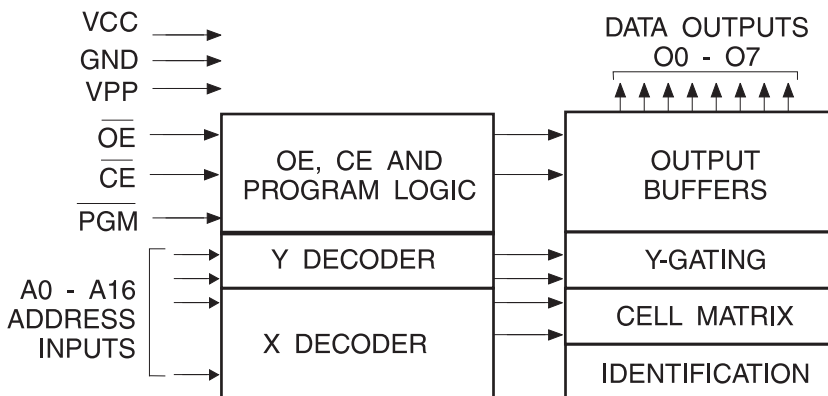 VCC
GND
VPP
OE
CE
PGM
A0 - A16
ADDRESS
INPUTS
OE, CE AND
PROGRAM LOGIC
Y DECODER
X DECODER
DATA OUTPUTS
O0 - O7
OUTPUT
BUFFERS
Y-GATING
CELL MATRIX
IDENTIFICATION